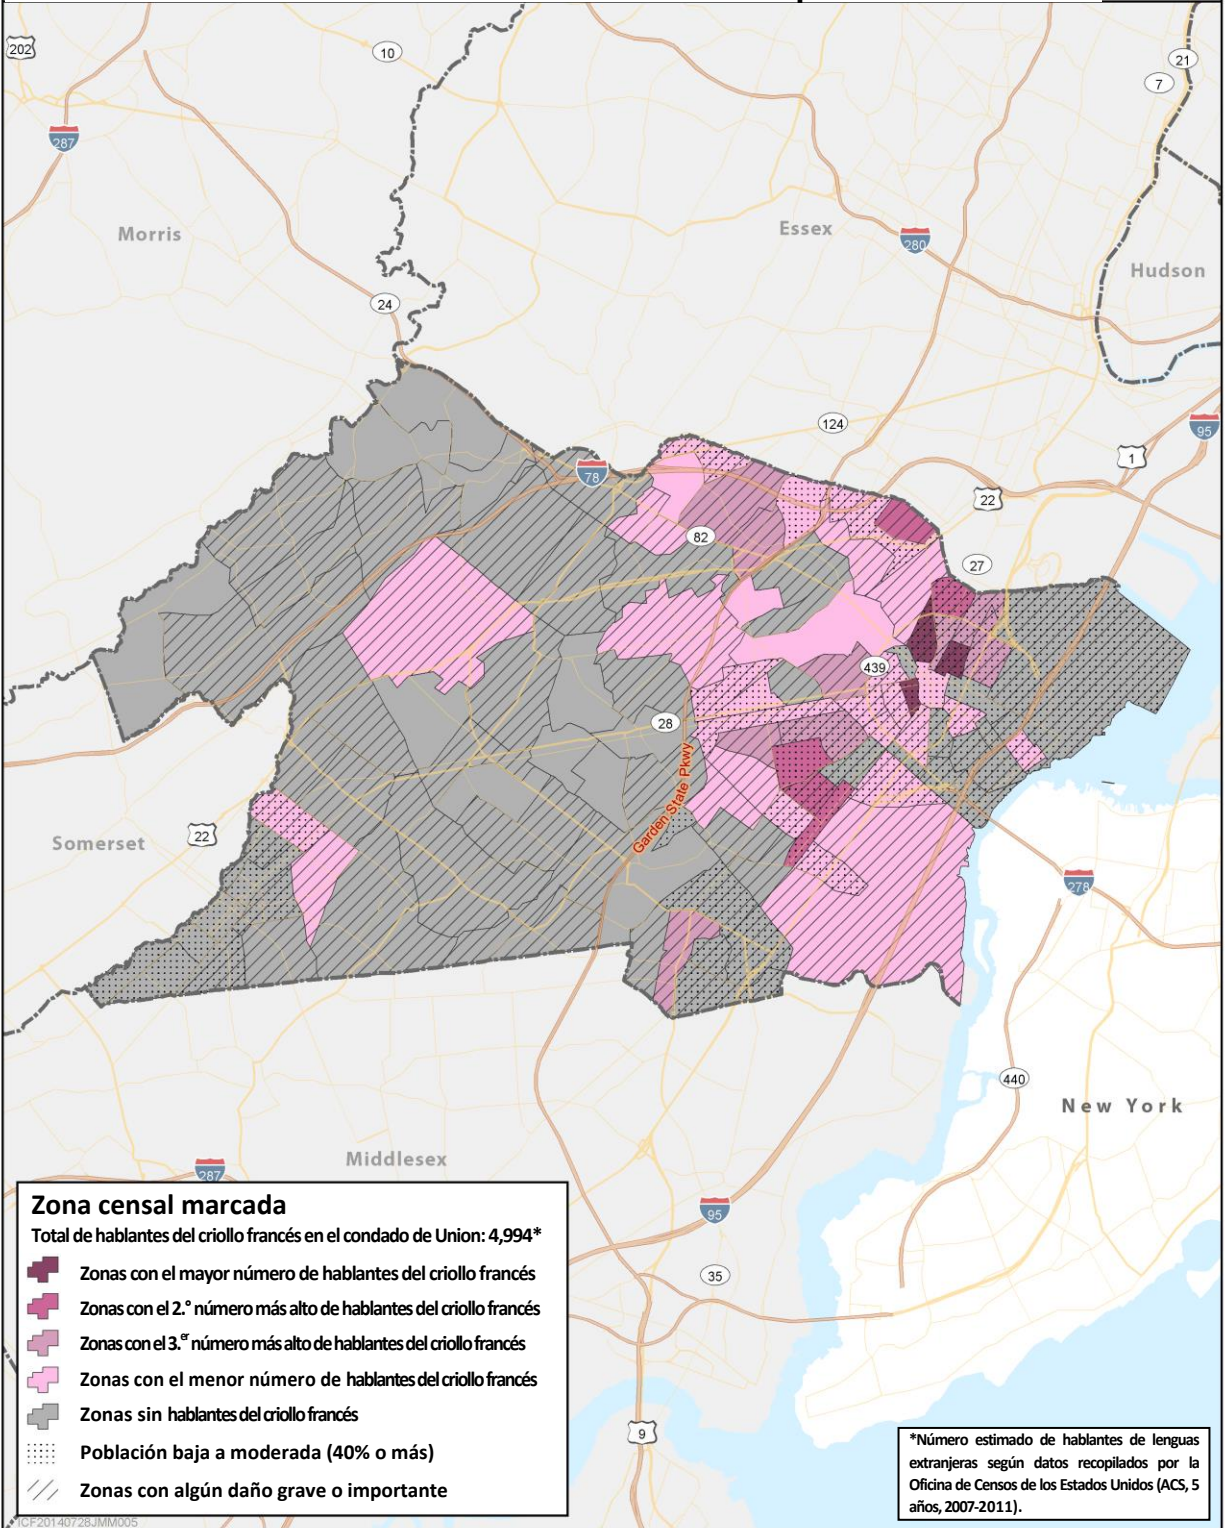 202
10
21
7
287
Morris
Essex
280
Hudson
24
124
95
1
78
22
82
27
439
28
Garden State Pkwy
Somerset
22
278
440
New York
Middlesex
287
95
35
9
Zona censal marcada
Total de hablantes del criollo francés en el condado de Union: 4,994*
Zonas con el mayor número de hablantes del criollo francés
Zonas con el 2.° número más alto de hablantes del criollo francés
Zonas con el 3.er número más alto de hablantes del criollo francés
Zonas con el menor número de hablantes del criollo francés
Zonas sin hablantes del criollo francés
Población baja a moderada (40% o más)
Zonas con algún daño grave o importante
*Número estimado de hablantes de lenguas
extranjeras según datos recopilados por la
Oficina de Censos de los Estados Unidos (ACS, 5
años, 2007-2011).
ICF20140728JMM005